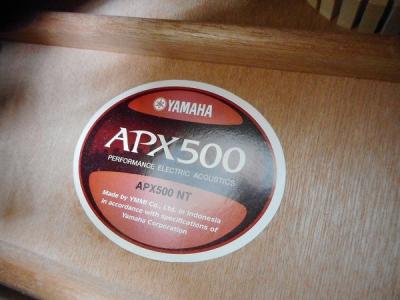 YAMAHA
APX500
PERFORMANCE ELECTRIC ACOUSTICS
APX500 NT
Made by YMMI Co., Ltd. in Indonesia
in accordance with specifications of
Yamaha Corporation